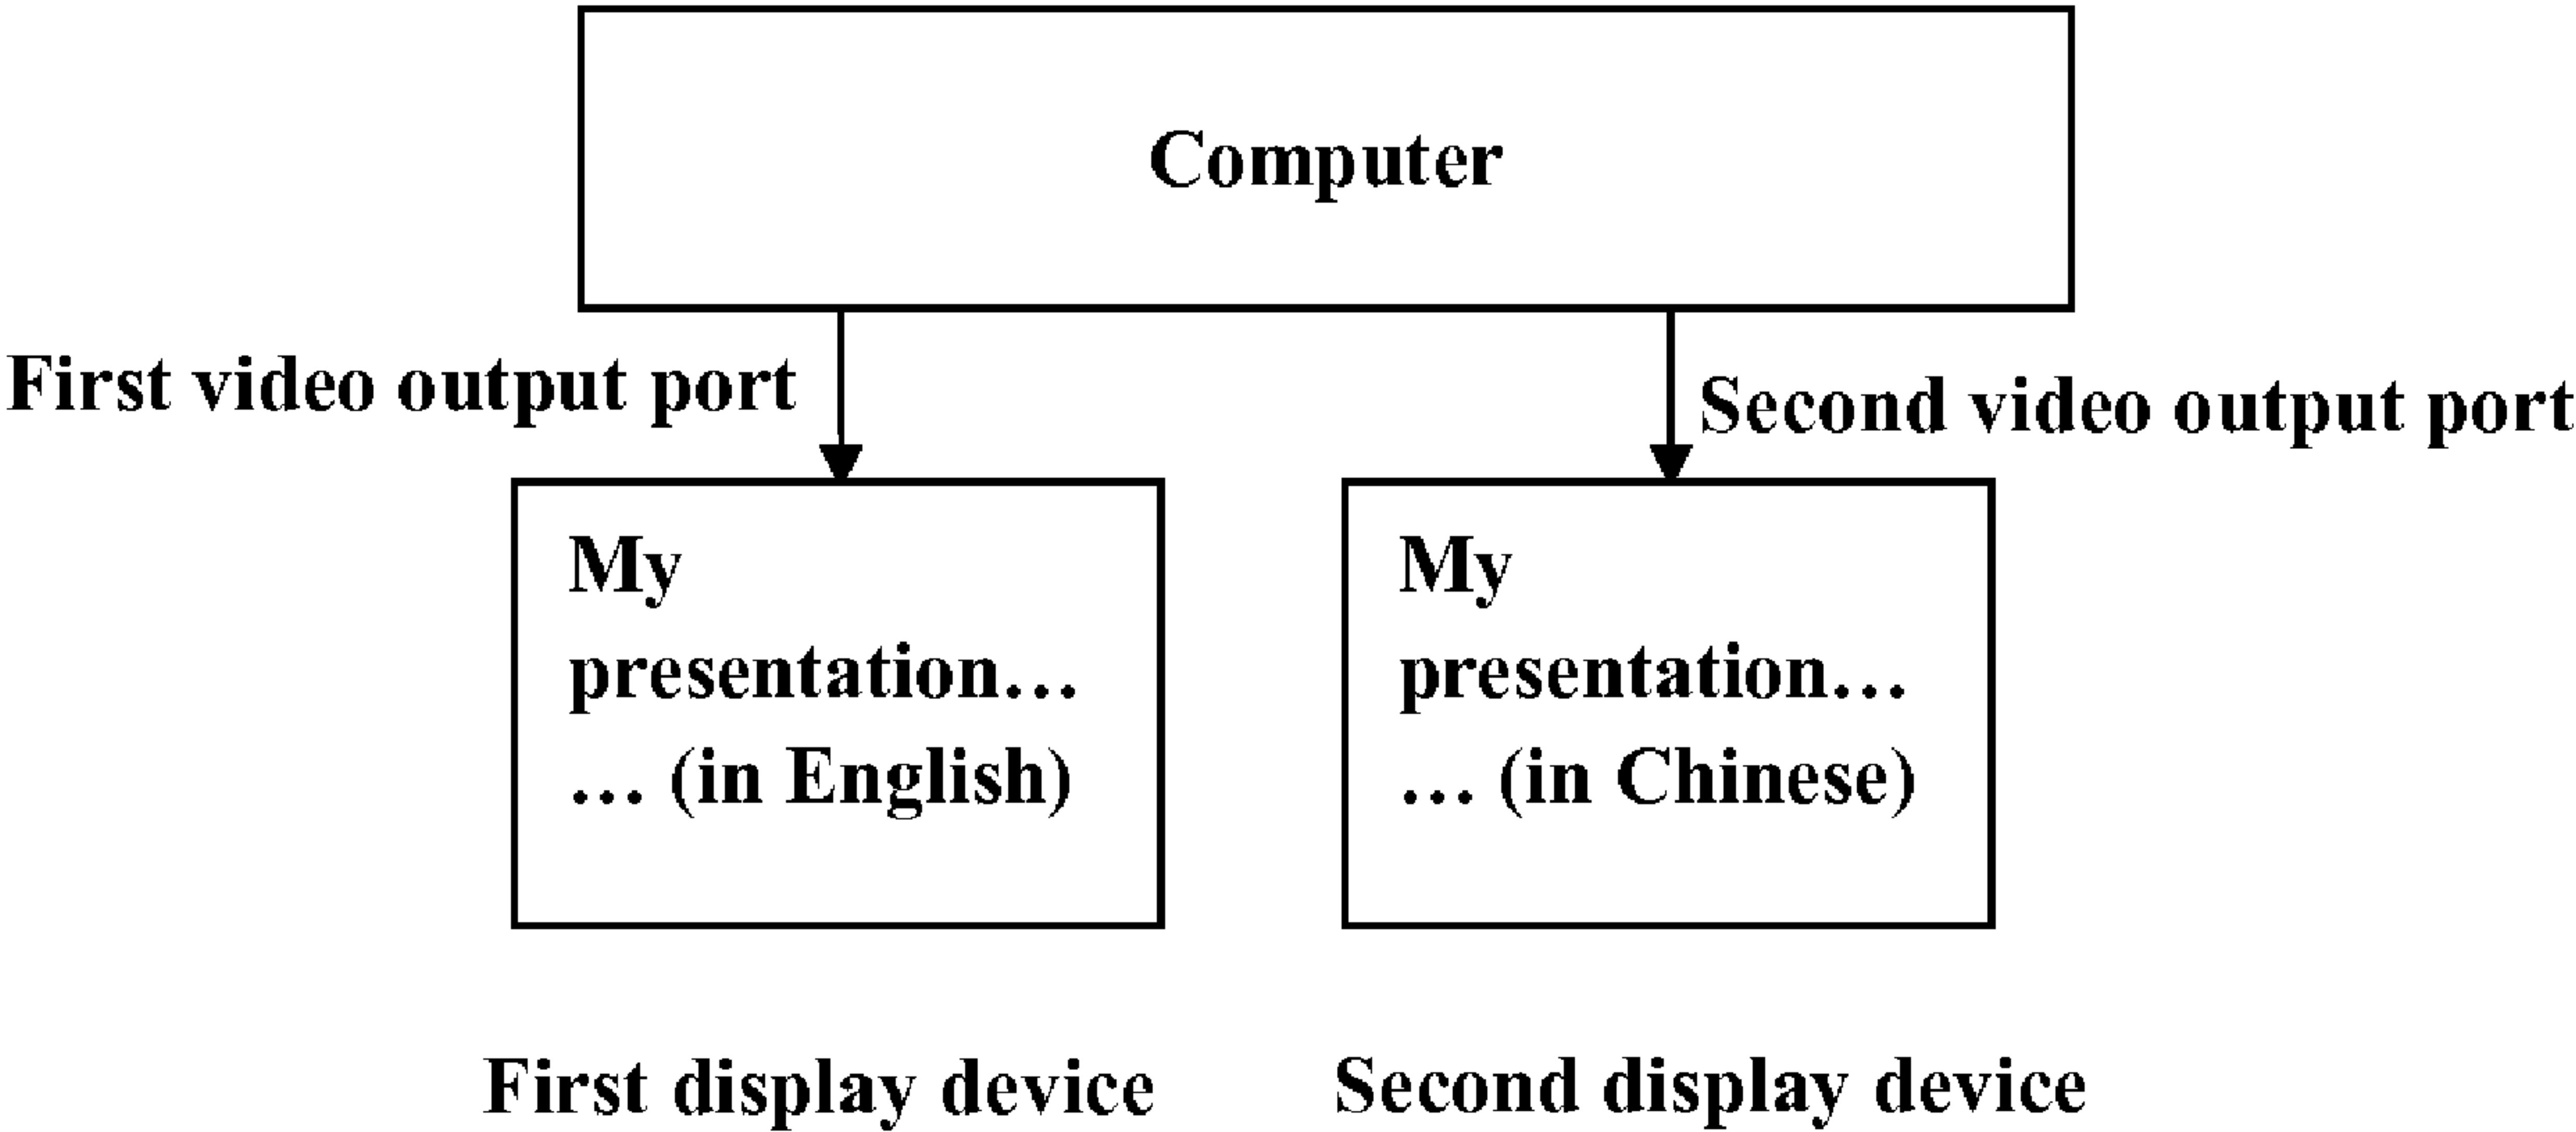 Computer
First video output port
Second video output port
My
presentation…
… (in English)
My
presentation…
… (in Chinese)
First display device
Second display device